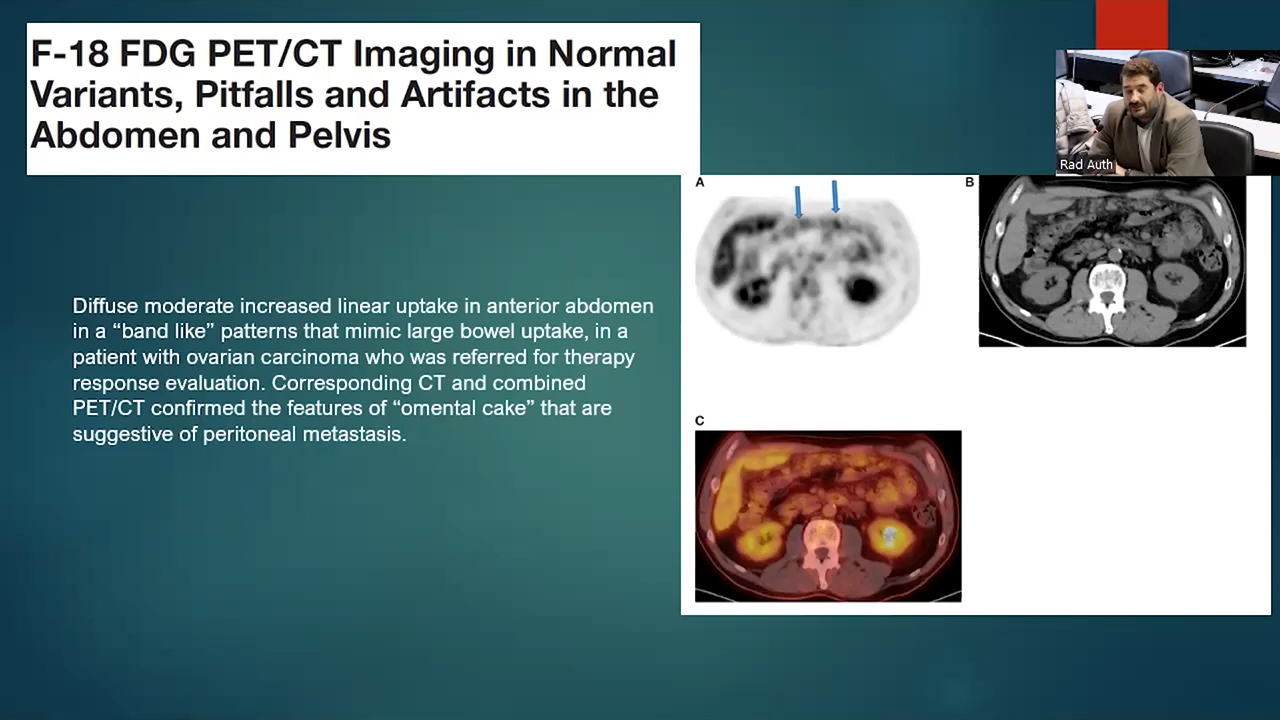 F-18 FDG PET/CT Imaging in Normal
Variants, Pitfalls and Artifacts in the
Abdomen and Pelvis
Rad Auth
A
B
Diffuse moderate increased linear uptake in anterior abdomen
in a “band like” patterns that mimic large bowel uptake, in a
patient with ovarian carcinoma who was referred for therapy
response evaluation. Corresponding CT and combined
PET/CT confirmed the features of “omental cake” that are
suggestive of peritoneal metastasis.
C